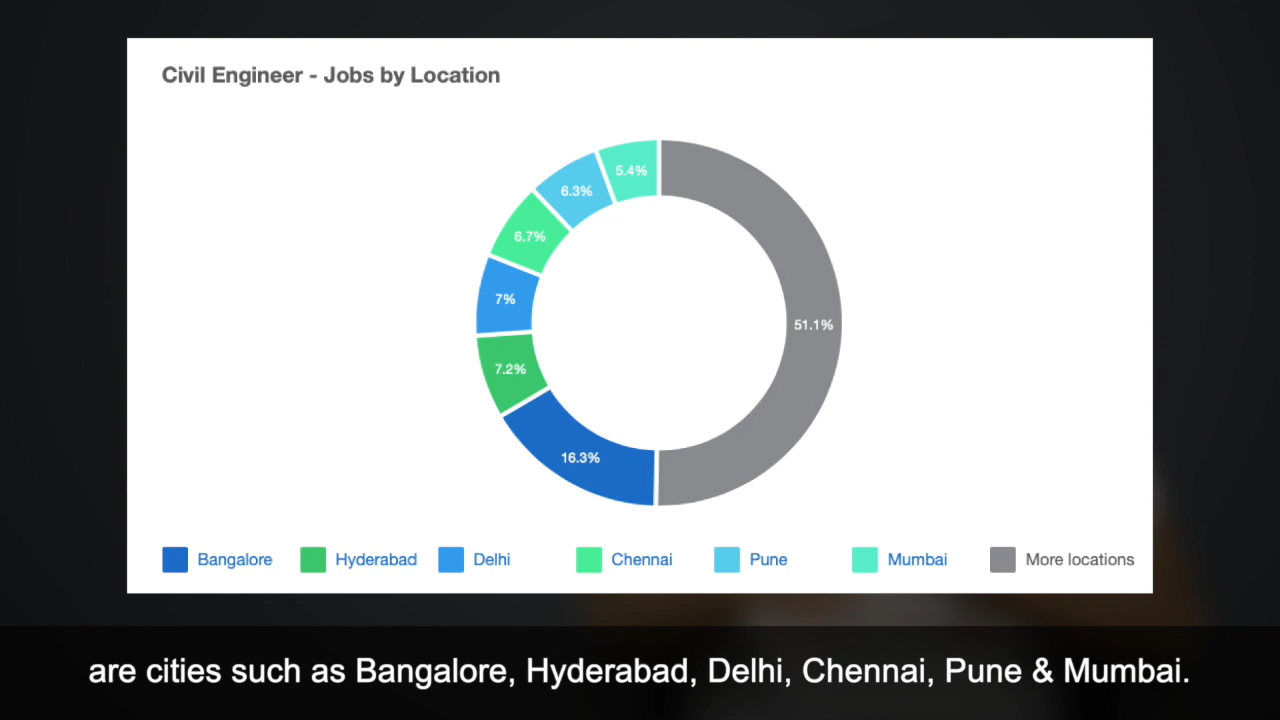 Civil Engineer - Jobs by Location
5.4%
6.3%
6.7%
7%
51.1%
7.2%
16.3%
Bangalore Hyderabad Delhi Chennai Pune Mumbai More locations
are cities such as Bangalore, Hyderabad, Delhi, Chennai, Pune & Mumbai.